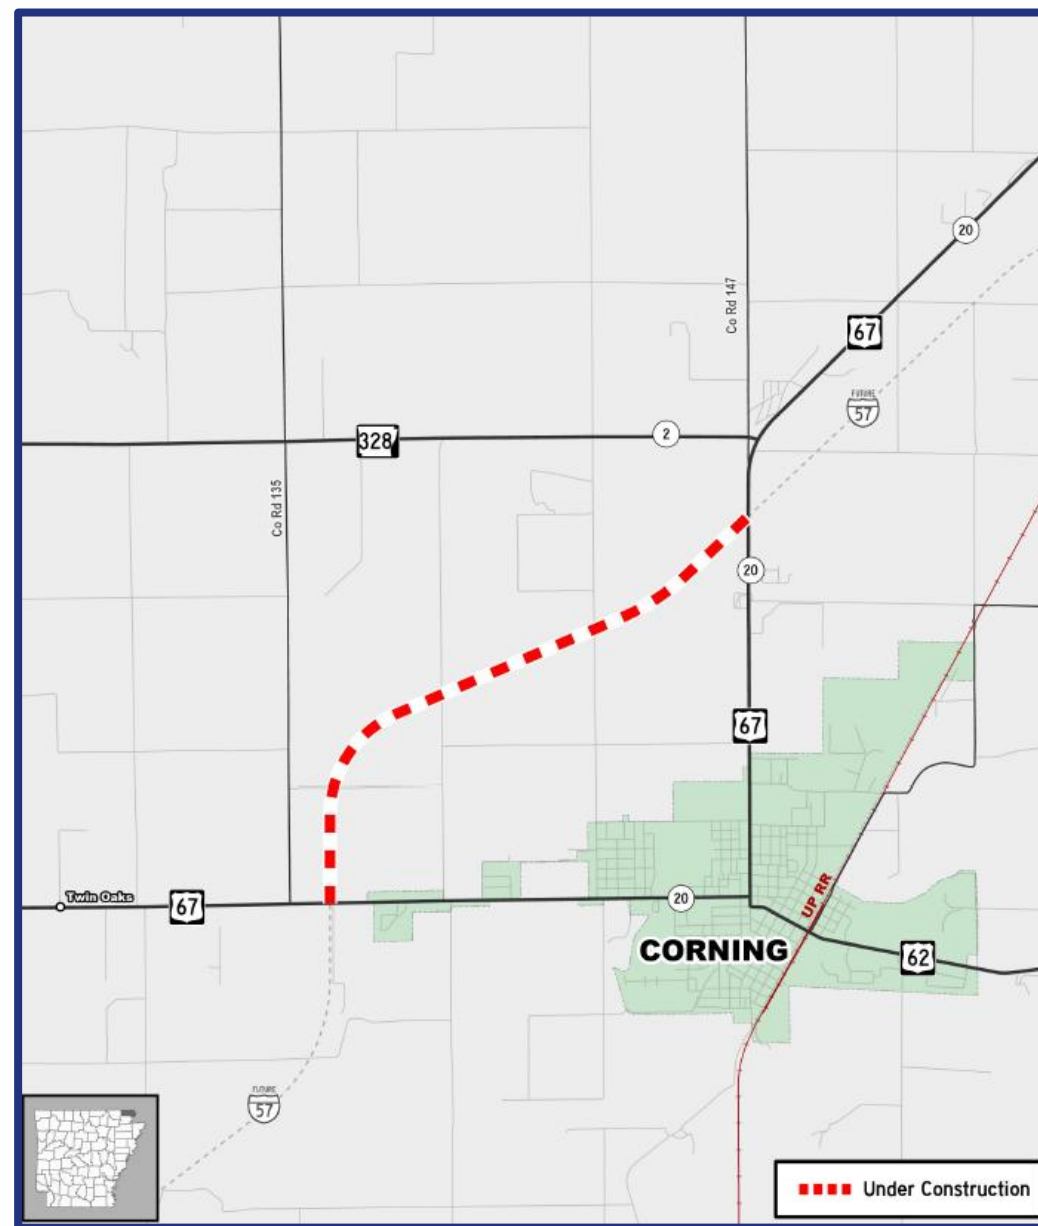 20
Co Rd 147
67
FUTURE
57
328
2
Co Rd 135
20
67
Twin Oaks
67
20
UP RR
CORNING
62
FUTURE
57
Under Construction